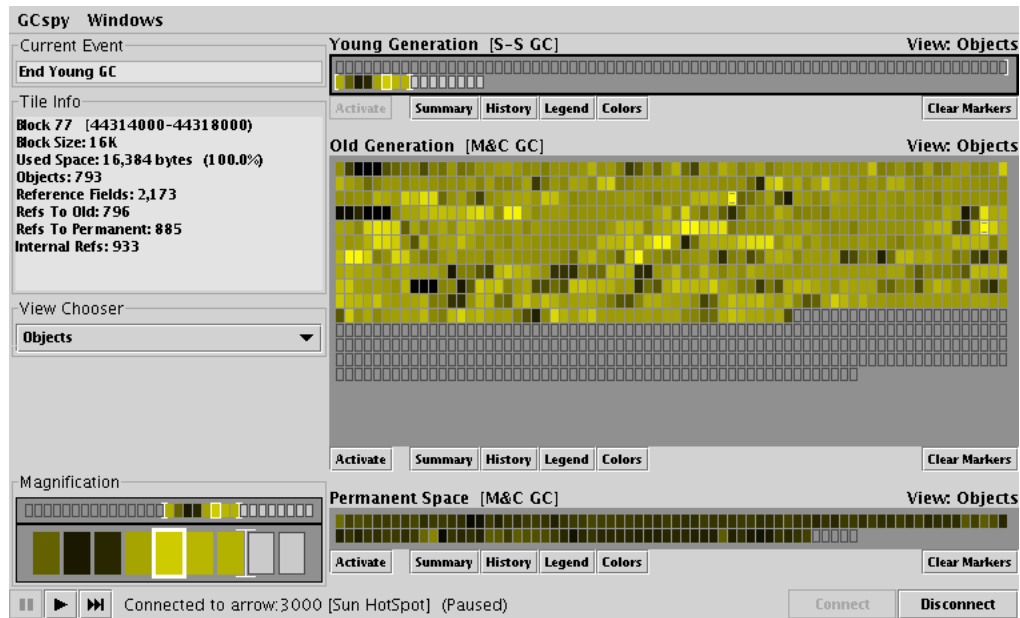 GCspy Windows
Current Event
End Young GC
Tile Info
Block 77 [44314000-44318000)
Block Size: 16K
Used Space: 16,384 bytes (100.0%)
Objects: 793
Reference Fields: 2,173
Refs To Old: 796
Refs To Permanent: 885
Internal Refs: 933
View Chooser
Objects
Magnification
Young Generation [S-S GC] View: Objects
Activate Summary History Legend Colors Clear Markers
Old Generation [M&C GC] View: Objects
Activate Summary History Legend Colors Clear Markers
Permanent Space [M&C GC] View: Objects
Activate Summary History Legend Colors Clear Markers
Connected to arrow:3000 [Sun HotSpot] (Paused) Connect Disconnect